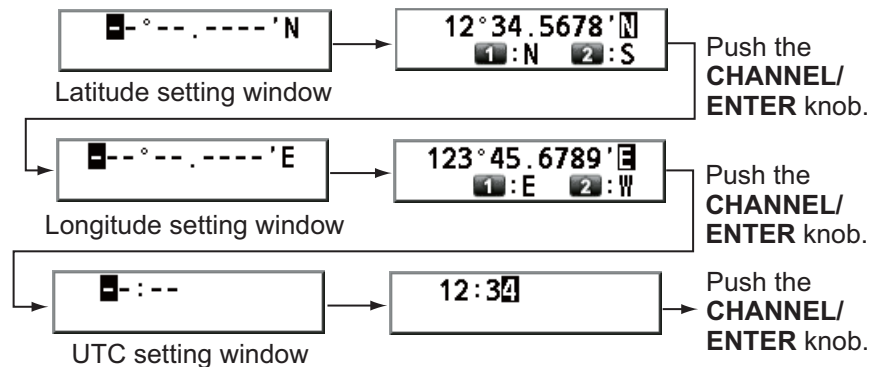 --°--.----'N
12°34.5678'N
1:N 2:S
Push the
CHANNEL/
ENTER knob.
Latitude setting window
---°--.----'E
123°45.6789'E
1:E 2:W
Push the
CHANNEL/
ENTER knob.
Longitude setting window
--:--
12:34
Push the
CHANNEL/
ENTER knob.
UTC setting window